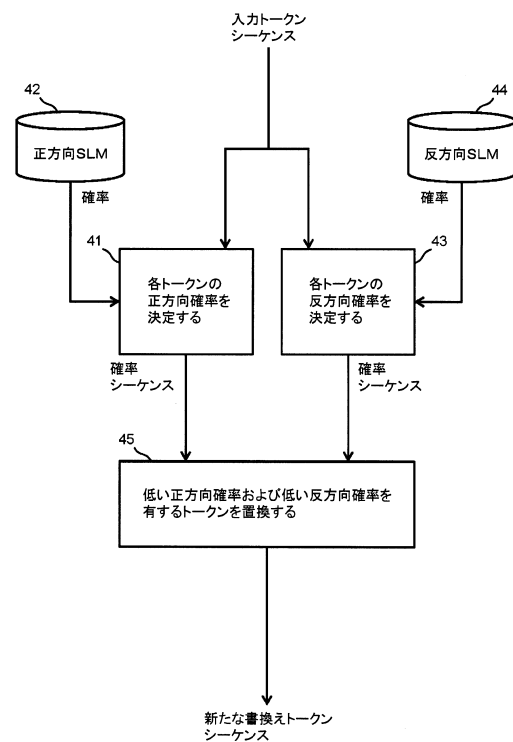 入力トークン
シーケンス
42
正方向SLM
確率
44
反方向SLM
確率
41
各トークンの
正方向確率を
決定する
43
各トークンの
反方向確率を
決定する
確率
シーケンス
確率
シーケンス
45
低い正方向確率および低い反方向確率を
有するトークンを置換する
新たな書換えトークン
シーケンス